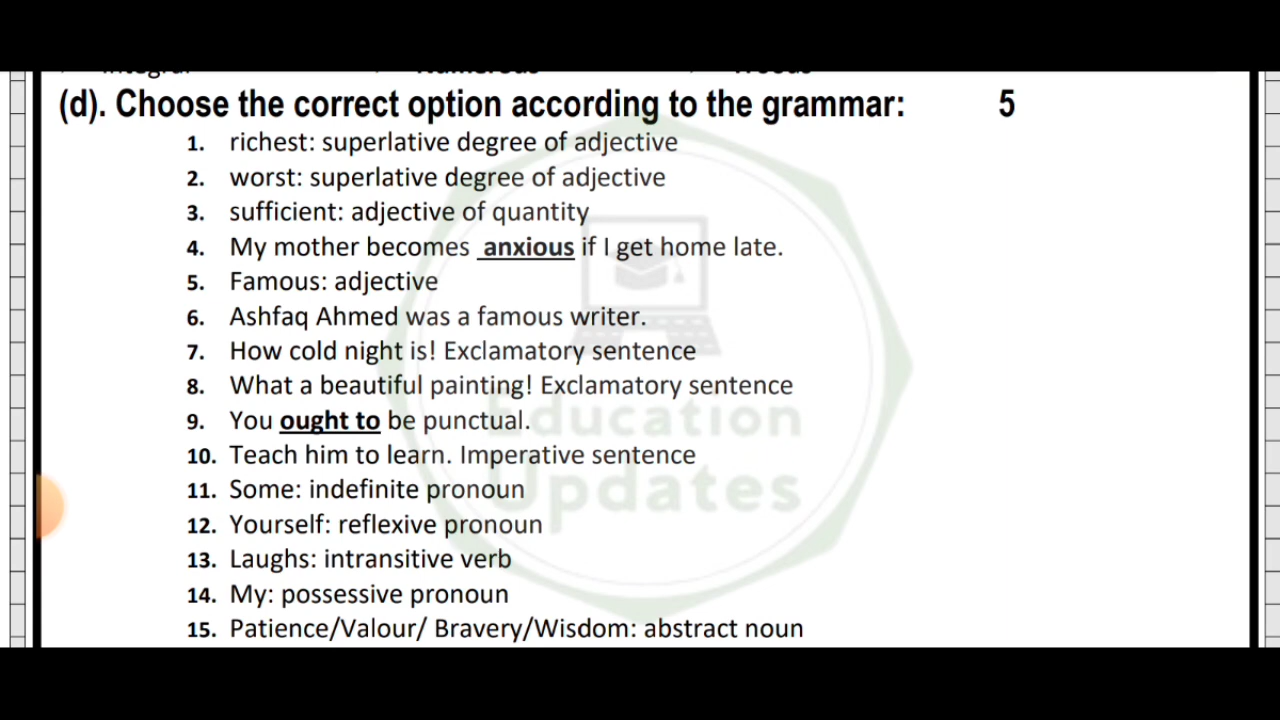 (d). Choose the correct option according to the grammar: 5
1. richest: superlative degree of adjective
2. worst: superlative degree of adjective
3. sufficient: adjective of quantity
4. My mother becomes anxious if I get home late.
5. Famous: adjective
6. Ashfaq Ahmed was a famous writer.
7. How cold night is! Exclamatory sentence
8. What a beautiful painting! Exclamatory sentence
9. You ought to be punctual.
10. Teach him to learn. Imperative sentence
11. Some: indefinite pronoun
12. Yourself: reflexive pronoun
13. Laughs: intransitive verb
14. My: possessive pronoun
15. Patience/Valour/ Bravery/Wisdom: abstract noun
Education
Updates